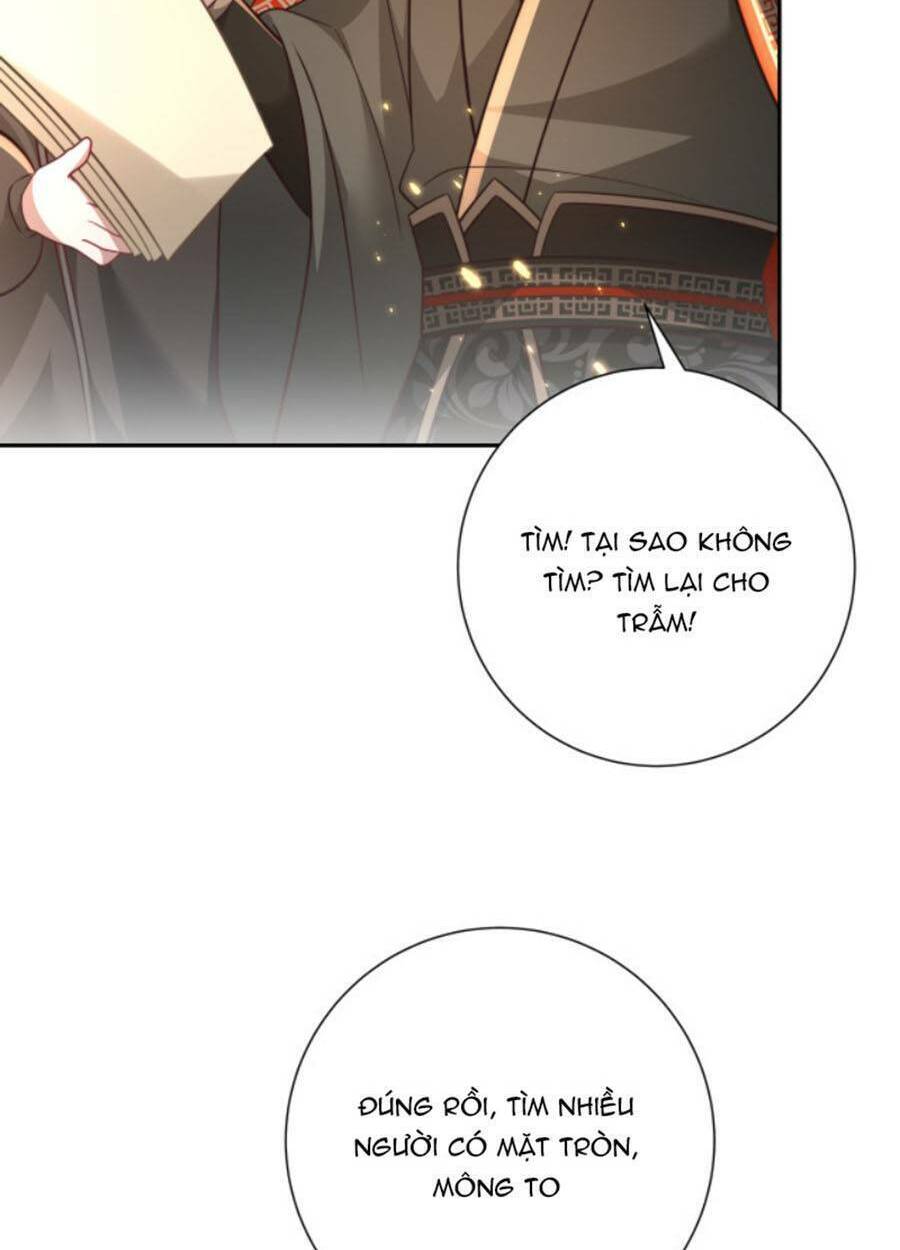 TÌM! TẠI SAO KHÔNG
TÌM? TÌM LẠI CHO
TRẪM!
ĐÚNG RỒI, TÌM NHIỀU
NGƯỜI CÓ MẶT TRÒN,
MÔNG TO